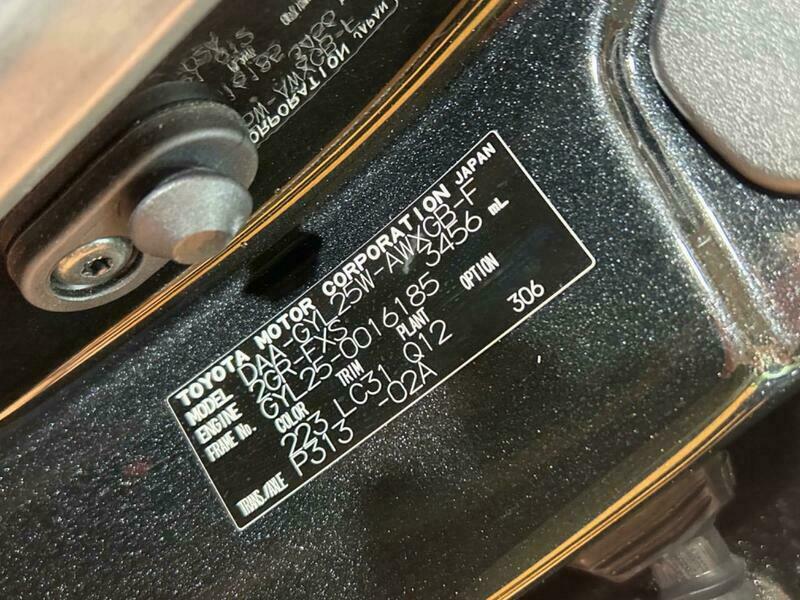 TOYOTA MOTOR CORPORATION JAPAN
MODEL DAA-GYL25W-AWXGB-F
ENGINE 2GR-FXS 3456 mL
FRAME No. GYL25-0016185
COLOR TRIM PLANT OPTION
223 LC31 Q12 306
TRANS./AXLE P313 -02A